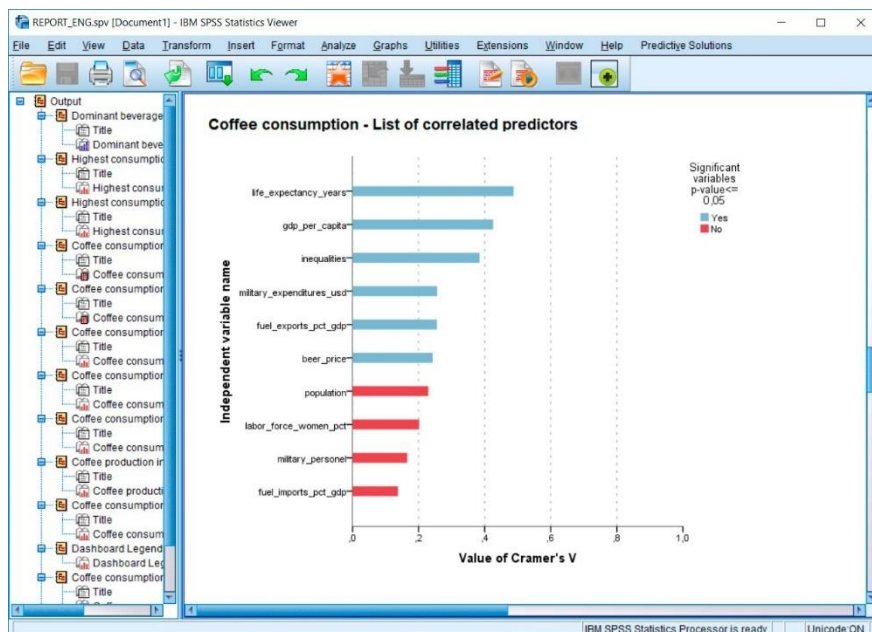 REPORT_ENG.spv [Document1] - IBM SPSS Statistics Viewer
File Edit View Data Transform Insert Format Analyze Graphs Utilities Extensions Window Help Predictive Solutions
Output
Dominant beverage
Title
Dominant beve
Highest consumptio
Title
Highest consur
Highest consumptio
Title
Highest consur
Coffee consumption
Title
Coffee consum
Coffee consumption
Title
Coffee consum
Coffee consumption
Title
Coffee consum
Coffee consumption
Title
Coffee consum
Coffee consumption
Title
Coffee consum
Coffee production in
Title
Coffee producti
Coffee consumption
Title
Coffee consum
Dashboard Legend
Dashboard Leg
Coffee consumption
Title
Coffee consumption - List of correlated predictors
Independent variable name
life_expectancy_years
gdp_per_capita
inequalities
military_expenditures_usd
fuel_exports_pct_gdp
beer_price
population
labor_force_women_pct
military_personel
fuel_imports_pct_gdp
,0 ,2 ,4 ,6 ,8 1,0
Value of Cramer's V
Significant
variables
p-value<=
0,05
Yes
No
IBM SPSS Statistics Processor is ready Unicode:ON